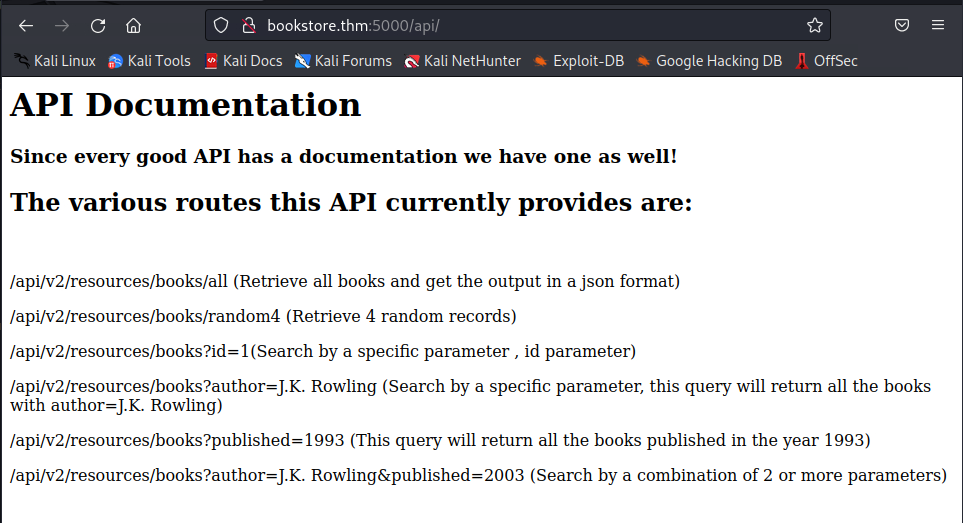 bookstore.thm:5000/api/
Kali Linux Kali Tools Kali Docs Kali Forums Kali NetHunter Exploit-DB Google Hacking DB OffSec
API Documentation
Since every good API has a documentation we have one as well!
The various routes this API currently provides are:
/api/v2/resources/books/all (Retrieve all books and get the output in a json format)
/api/v2/resources/books/random4 (Retrieve 4 random records)
/api/v2/resources/books?id=1(Search by a specific parameter , id parameter)
/api/v2/resources/books?author=J.K. Rowling (Search by a specific parameter, this query will return all the books
with author=J.K. Rowling)
/api/v2/resources/books?published=1993 (This query will return all the books published in the year 1993)
/api/v2/resources/books?author=J.K. Rowling&published=2003 (Search by a combination of 2 or more parameters)